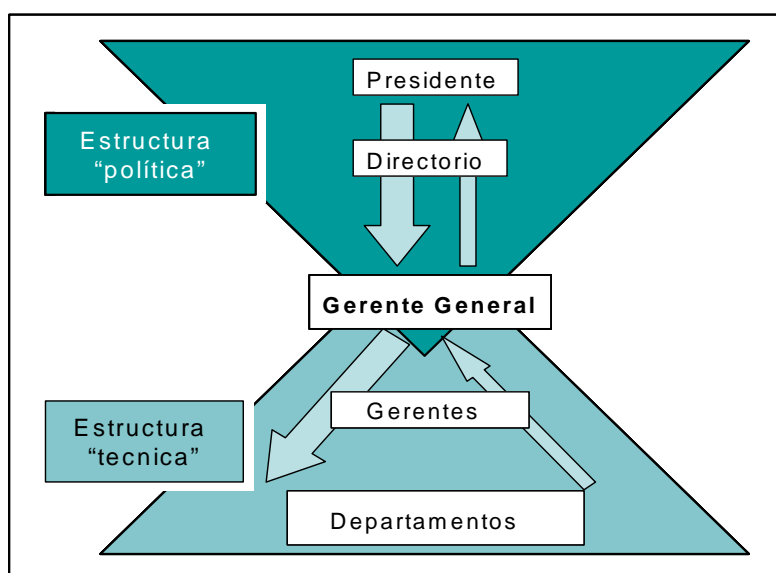 Presidente
Estructura
“política”
Directorio
Gerente General
Estructura
“tecnica”
Gerentes
Departamentos